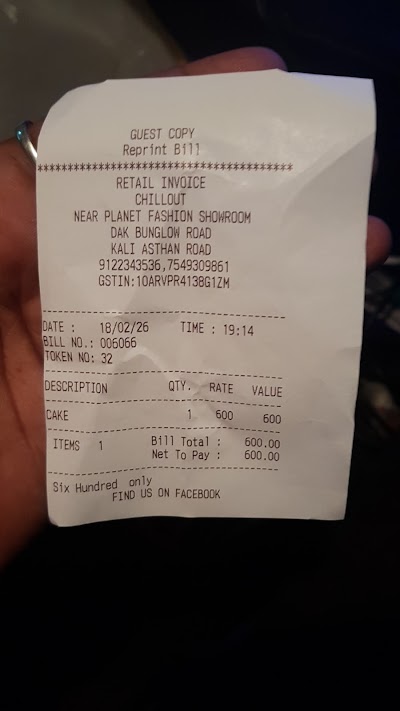 GUEST COPY
Reprint Bill
****************************************
RETAIL INVOICE
CHILLOUT
NEAR PLANET FASHION SHOWROOM
DAK BUNGLOW ROAD
KALI ASTHAN ROAD
9122343536,7549309861
GSTIN:10ARVPR4138G1ZM
----------------------------------------
DATE : 18/02/26 TIME : 19:14
BILL NO.: 006066
TOKEN NO: 32
----------------------------------------
DESCRIPTION QTY. RATE VALUE
----------------------------------------
CAKE 1 600 600
----------------------------------------
ITEMS 1 Bill Total : 600.00
Net To Pay : 600.00
----------------------------------------
Six Hundred only
FIND US ON FACEBOOK